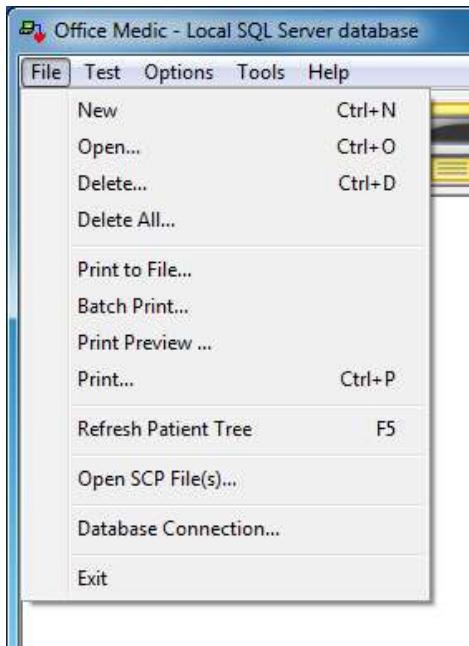 Office Medic - Local SQL Server database
File Test Options Tools Help
New Ctrl+N
Open... Ctrl+O
Delete... Ctrl+D
Delete All...
Print to File...
Batch Print...
Print Preview ...
Print... Ctrl+P
Refresh Patient Tree F5
Open SCP File(s)...
Database Connection...
Exit